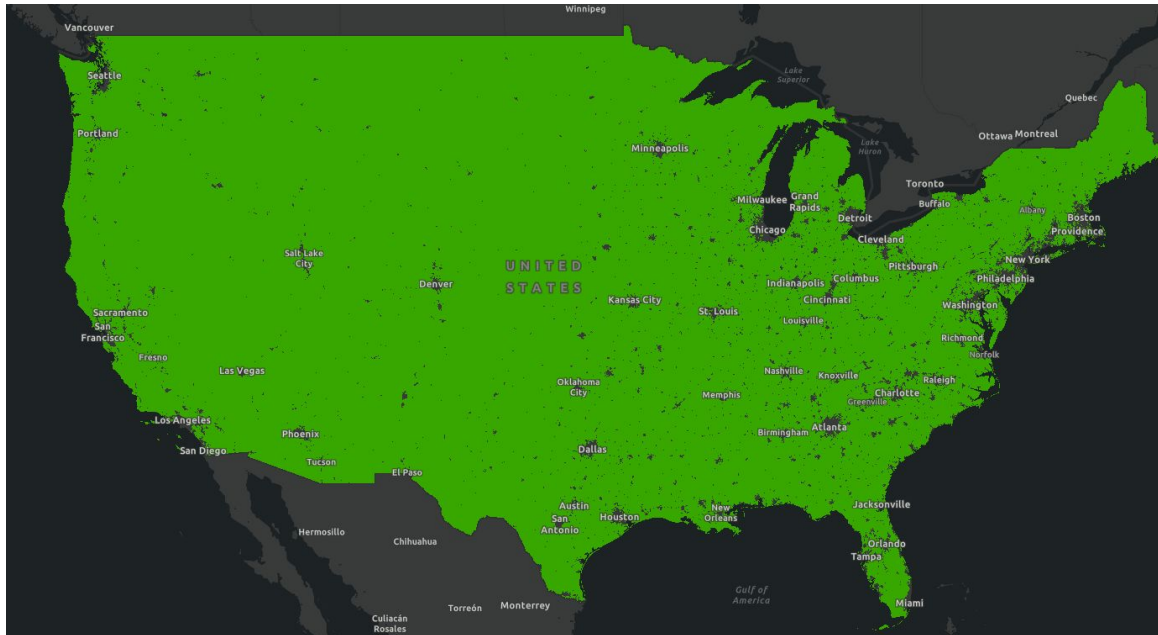 Winnipeg
Vancouver
Seattle
Lake
Superior
Quebec
Portland
Ottawa
Montreal
Lake
Huron
Minneapolis
Toronto
Milwaukee
Grand
Rapids
Buffalo
Albany
Detroit
Boston
Chicago
Providence
Cleveland
Salt Lake
City
New York
UNITED
STATES
Pittsburgh
Denver
Indianapolis
Columbus
Philadelphia
Kansas City
Cincinnati
Washington
Sacramento
St. Louis
San
Francisco
Louisville
Richmond
Norfolk
Fresno
Las Vegas
Nashville
Knoxville
Raleigh
Oklahoma
City
Memphis
Charlotte
Greenville
Los Angeles
Phoenix
Birmingham
Atlanta
San Diego
Dallas
Tucson
El Paso
Austin
Jacksonville
San
Antonio
Houston
New
Orleans
Hermosillo
Chihuahua
Orlando
Tampa
Gulf of
America
Miami
Torreón
Monterrey
Culiacán
Rosales